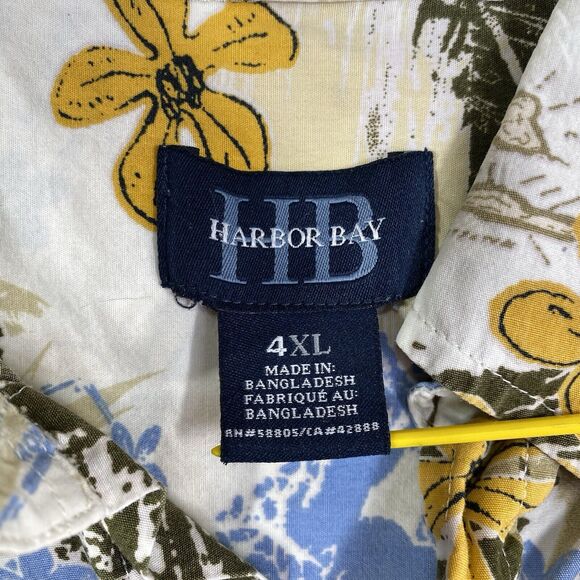 HB
HARBOR BAY
4XL
MADE IN:
BANGLADESH
FABRIQUÉ AU:
BANGLADESH
RN#58805/CA#42888